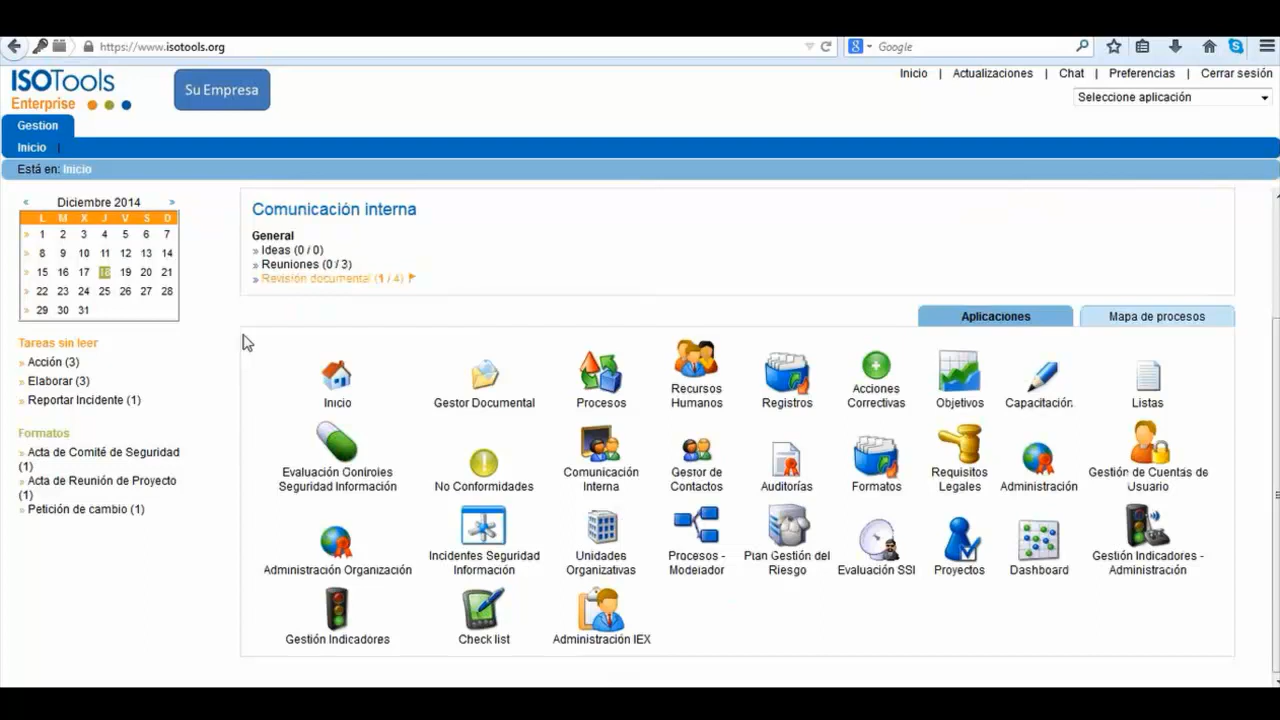 https://www.isotools.org
Google
ISOTools
Enterprise
Su Empresa
Inicio | Actualizaciones | Chat | Preferencias | Cerrar sesión
Seleccione aplicación
Gestion
Inicio |
Está en: Inicio
« Diciembre 2014 »
L M X J V S D
» 1 2 3 4 5 6 7
» 8 9 10 11 12 13 14
» 15 16 17 18 19 20 21
» 22 23 24 25 26 27 28
» 29 30 31
Tareas sin leer
» Acción (3)
» Elaborar (3)
» Reportar Incidente (1)
Formatos
» Acta de Comité de Seguridad
(1)
» Acta de Reunión de Proyecto
(1)
» Petición de cambio (1)
Comunicación interna
General
» Ideas (0 / 0)
» Reuniones (0 / 3)
» Revisión documental (1 / 4)
Aplicaciones
Mapa de procesos
Inicio
Gestor Documental
Procesos
Recursos
Humanos
Registros
Acciones
Correctivas
Objetivos
Capacitación
Listas
Evaluación Controles
Seguridad Información
No Conformidades
Comunicación
Interna
Gestor de
Contactos
Auditorías
Formatos
Requisitos
Legales
Administración
Gestión de Cuentas de
Usuario
Administración Organización
Incidentes Seguridad
Información
Unidades
Organizativas
Procesos -
Modelador
Plan Gestión del
Riesgo
Evaluación SSI
Proyectos
Dashboard
Gestión Indicadores -
Administración
Gestión Indicadores
Check list
Administración IEX